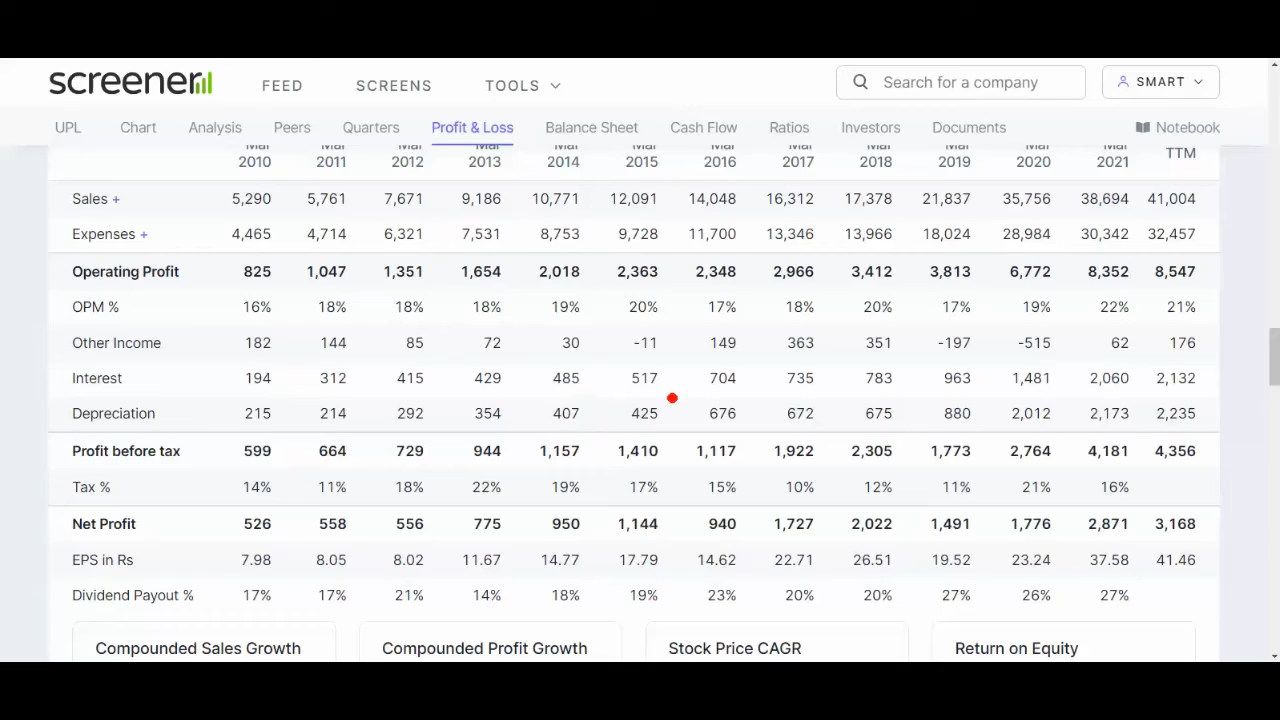 screener FEED SCREENS TOOLS Search for a company SMART
UPL Chart Analysis Peers Quarters Profit & Loss Balance Sheet Cash Flow Ratios Investors Documents Notebook
Mar Mar Mar Mar Mar Mar Mar Mar Mar Mar Mar Mar TTM
2010 2011 2012 2013 2014 2015 2016 2017 2018 2019 2020 2021
Sales + 5,290 5,761 7,671 9,186 10,771 12,091 14,048 16,312 17,378 21,837 35,756 38,694 41,004
Expenses + 4,465 4,714 6,321 7,531 8,753 9,728 11,700 13,346 13,966 18,024 28,984 30,342 32,457
Operating Profit 825 1,047 1,351 1,654 2,018 2,363 2,348 2,966 3,412 3,813 6,772 8,352 8,547
OPM % 16% 18% 18% 18% 19% 20% 17% 18% 20% 17% 19% 22% 21%
Other Income 182 144 85 72 30 -11 149 363 351 -197 -515 62 176
Interest 194 312 415 429 485 517 704 735 783 963 1,481 2,060 2,132
Depreciation 215 214 292 354 407 425 676 672 675 880 2,012 2,173 2,235
Profit before tax 599 664 729 944 1,157 1,410 1,117 1,922 2,305 1,773 2,764 4,181 4,356
Tax % 14% 11% 18% 22% 19% 17% 15% 10% 12% 11% 21% 16%
Net Profit 526 558 556 775 950 1,144 940 1,727 2,022 1,491 1,776 2,871 3,168
EPS in Rs 7.98 8.05 8.02 11.67 14.77 17.79 14.62 22.71 26.51 19.52 23.24 37.58 41.46
Dividend Payout % 17% 17% 21% 14% 18% 19% 23% 20% 20% 27% 26% 27%
Compounded Sales Growth Compounded Profit Growth Stock Price CAGR Return on Equity